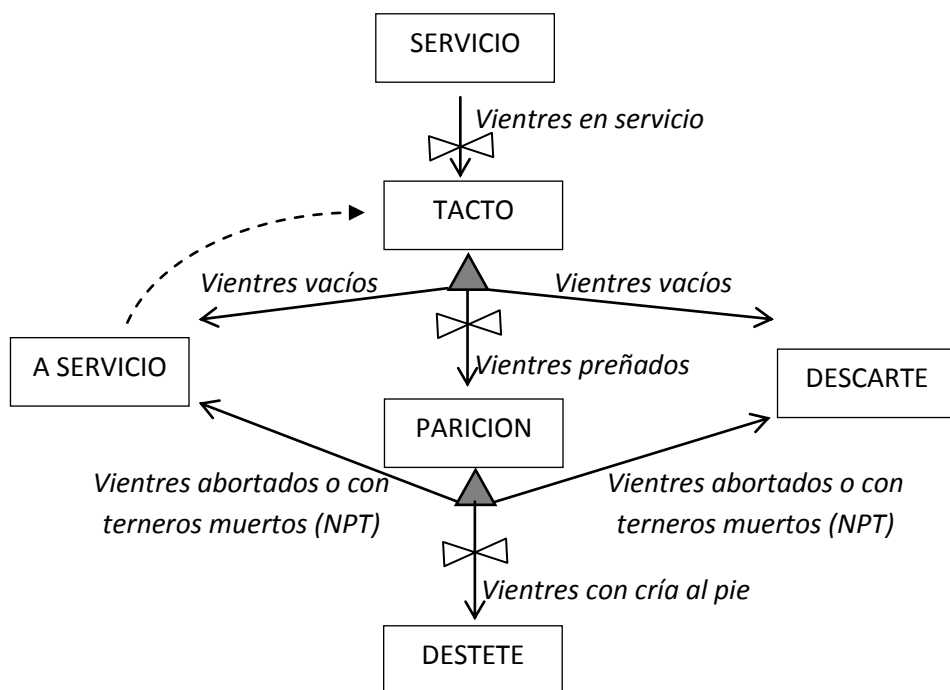 SERVICIO
Vientres en servicio
TACTO
Vientres vacíos
Vientres vacíos
A SERVICIO
Vientres preñados
DESCARTE
PARICION
Vientres abortados o con
terneros muertos (NPT)
Vientres abortados o con
terneros muertos (NPT)
Vientres con cría al pie
DESTETE